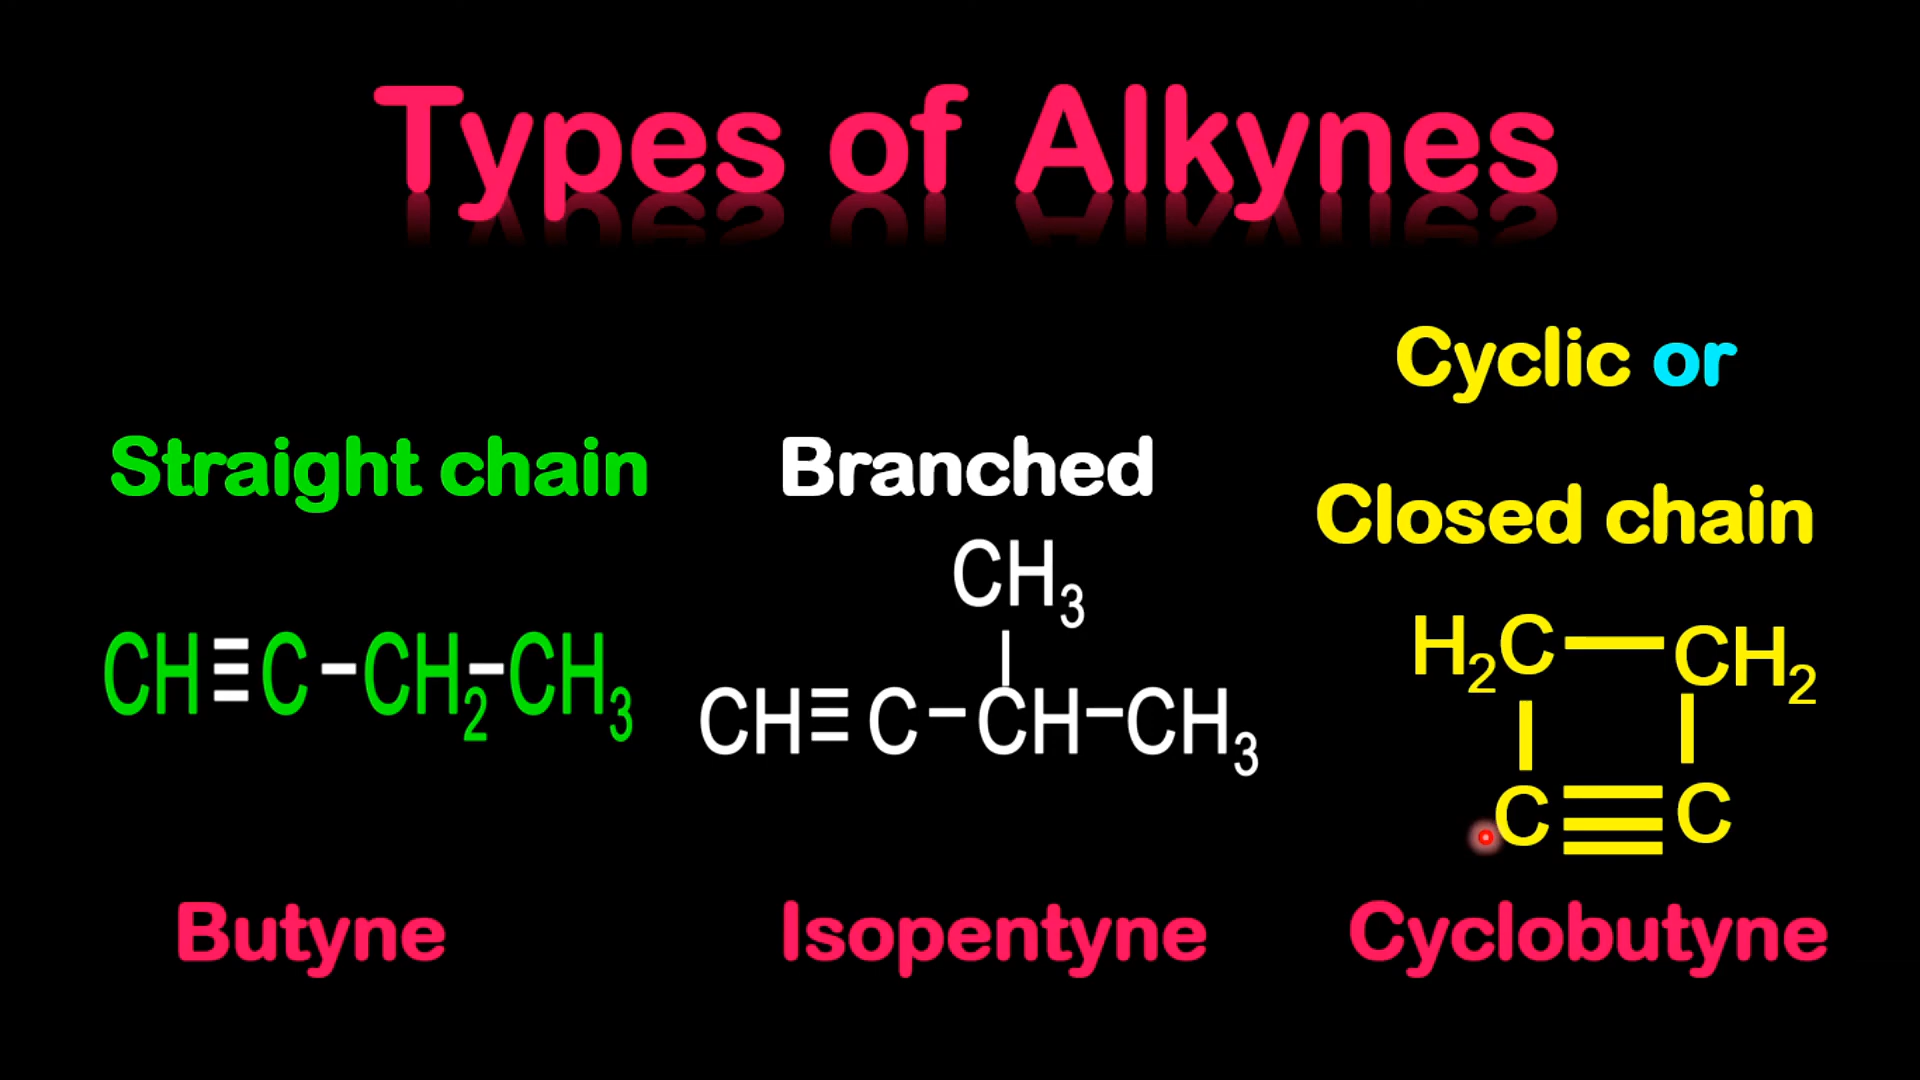 Types of Alkynes
Straight chain
CH≡C−CH₂−CH₃
Butyne
Branched
CH₃
CH≡C−CH−CH₃
Isopentyne
Cyclic or
Closed chain
H₂C−CH₂
C≡C
Cyclobutyne